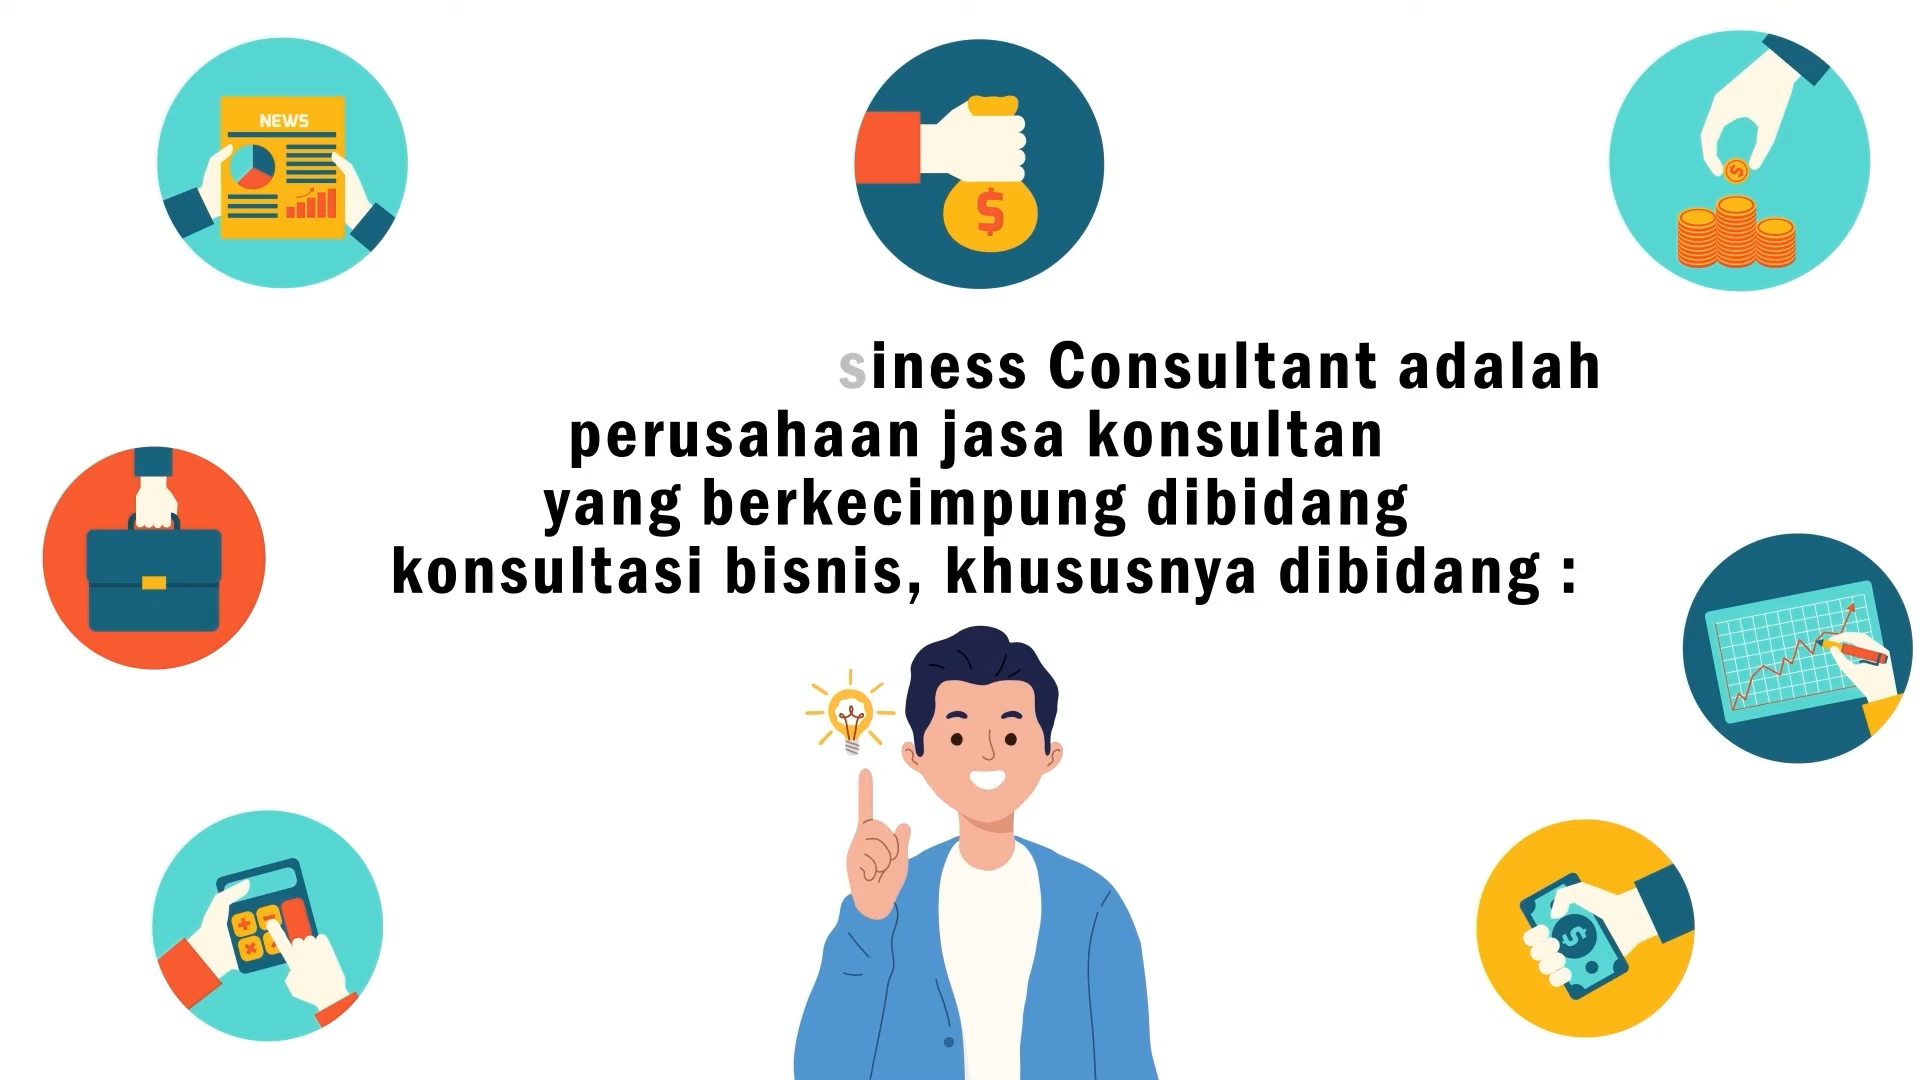 NEWS
siness Consultant adalah
perusahaan jasa konsultan
yang berkecimpung dibidang
konsultasi bisnis, khususnya dibidang :